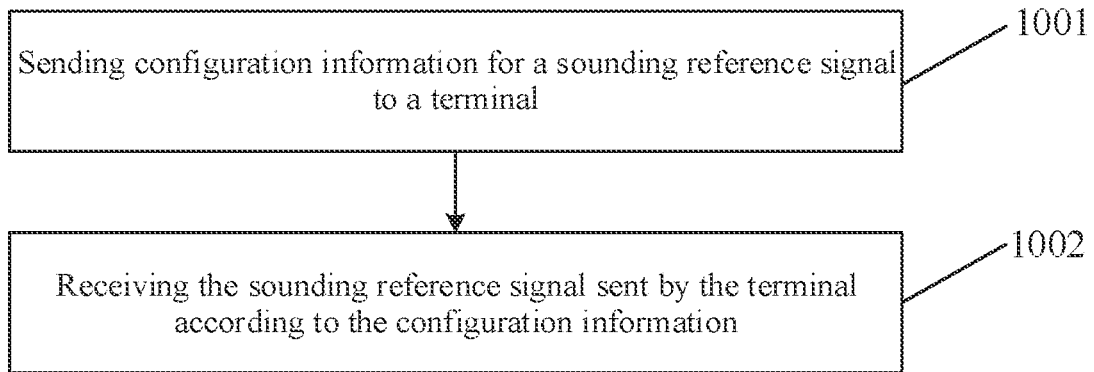 1001
Sending configuration information for a sounding reference signal
to a terminal
1002
Receiving the sounding reference signal sent by the terminal
according to the configuration information